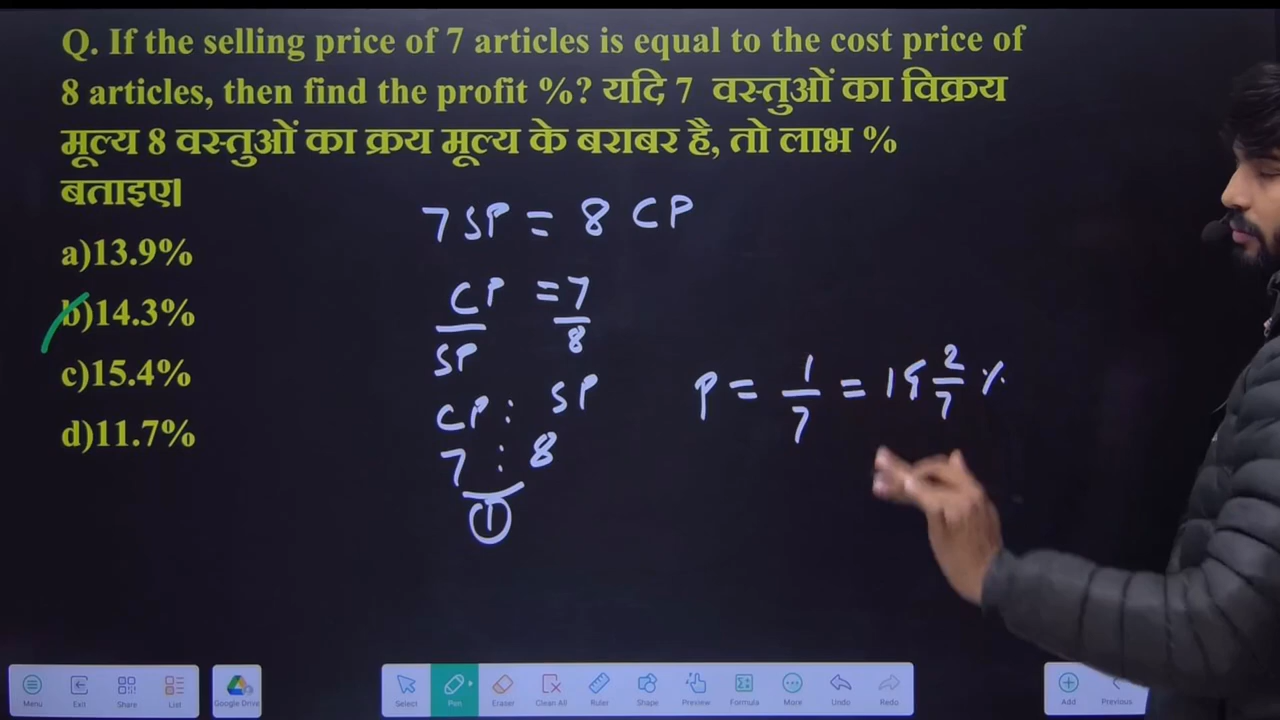 Q. If the selling price of 7 articles is equal to the cost price of
8 articles, then find the profit %? यदि 7 वस्तुओं का विक्रय
मूल्य 8 वस्तुओं का क्रय मूल्य के बराबर है, तो लाभ %
बताइए।
a)13.9%
b)14.3%
c)15.4%
d)11.7%
7 SP = 8 CP
CP/SP = 7/8
CP : SP
7 : 8
1
P = 1/7 = 14 2/7 %
Menu Exit Share List Google Drive Select Pen Eraser Clean All Ruler Shape Preview Formula More Undo Redo Add Previous